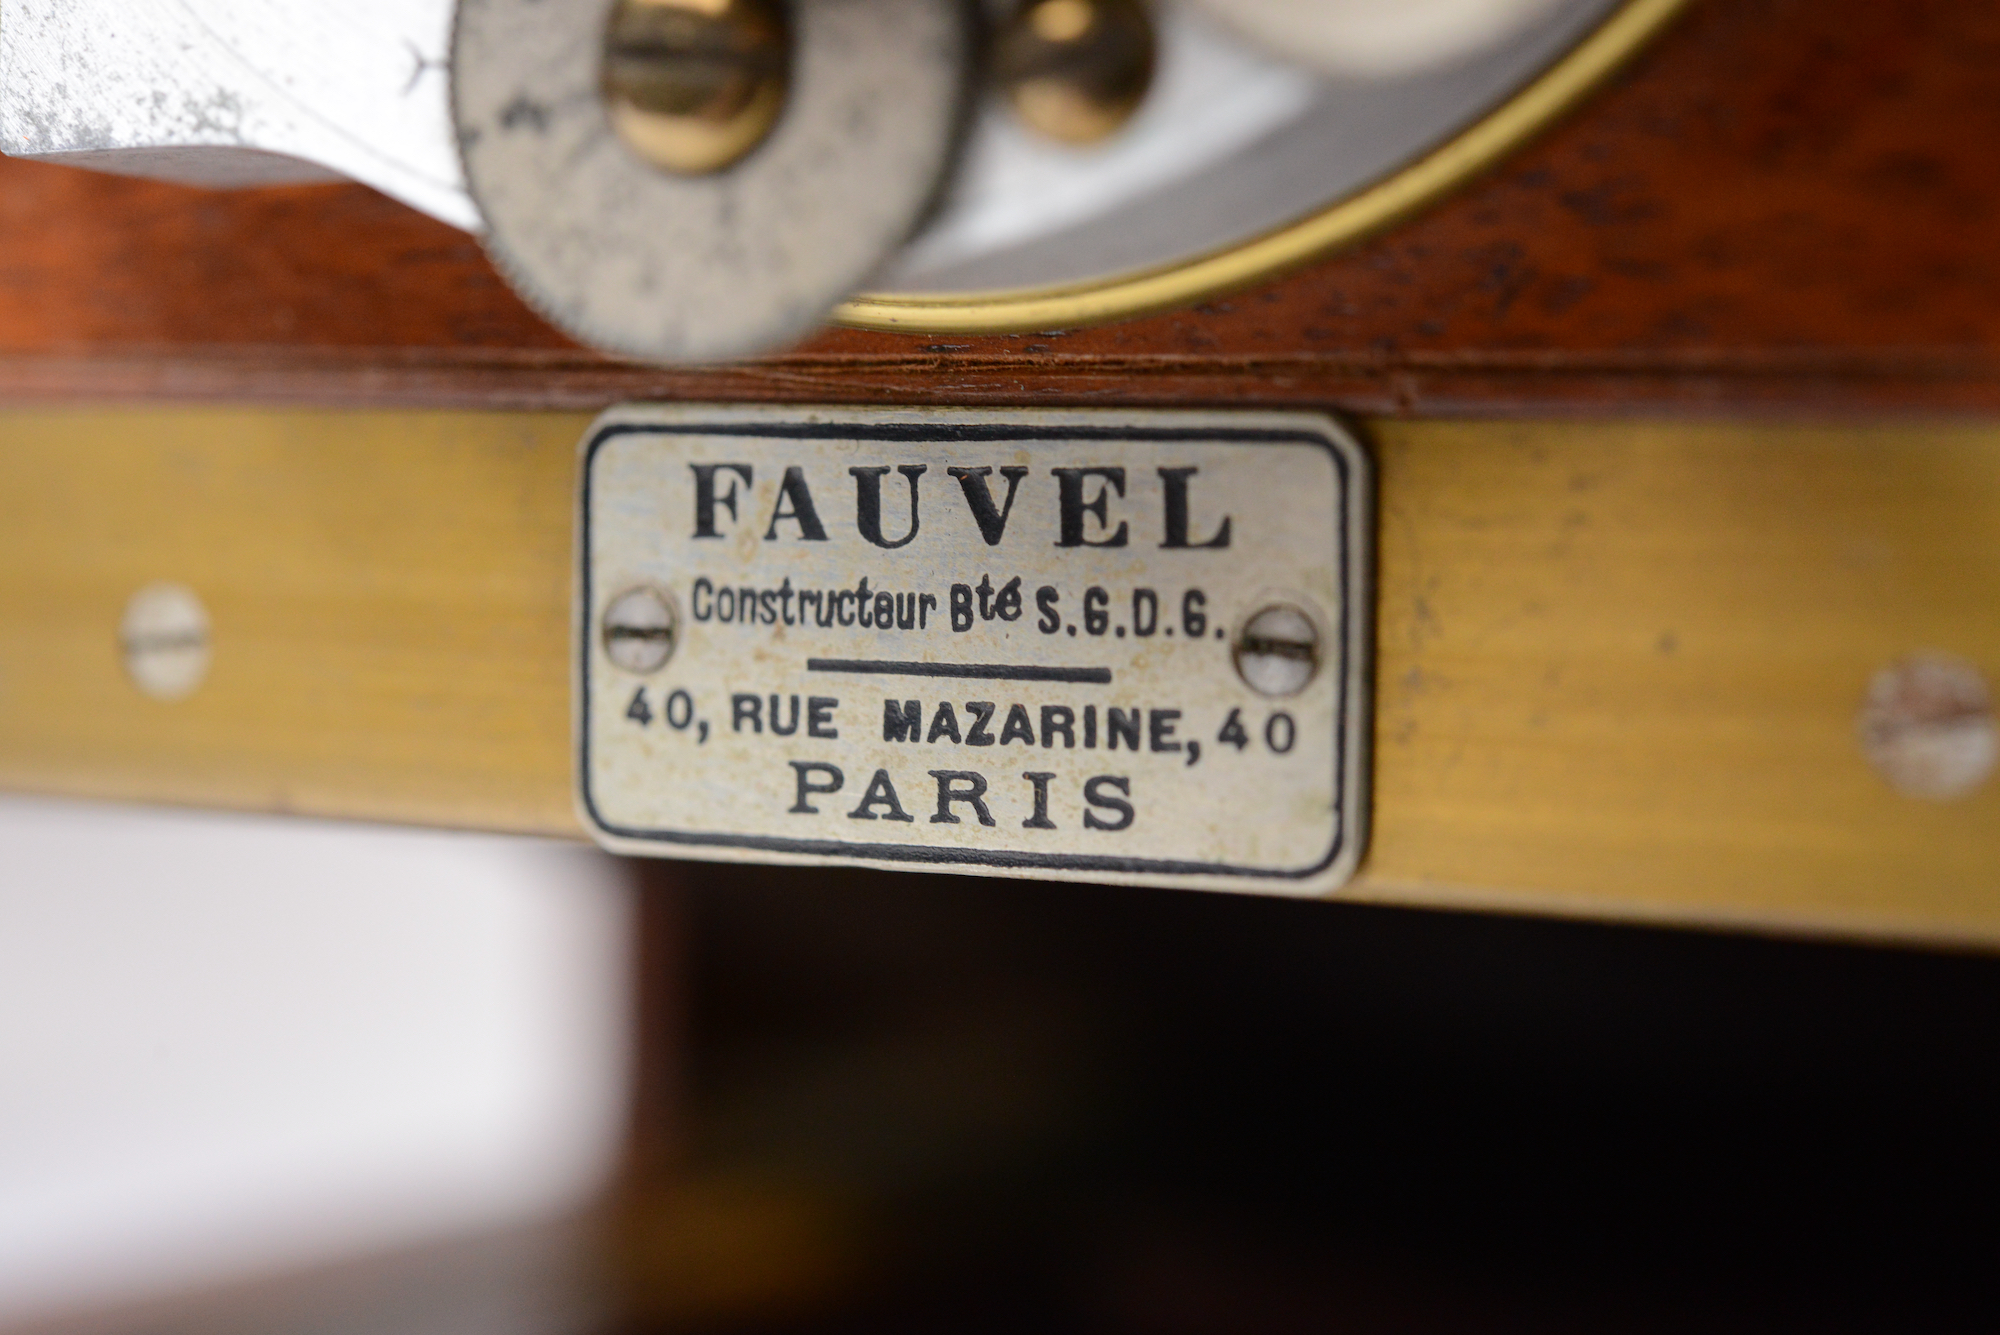 FAUVEL
Constructeur Bté S.G.D.G.
40, RUE MAZARINE, 40
PARIS